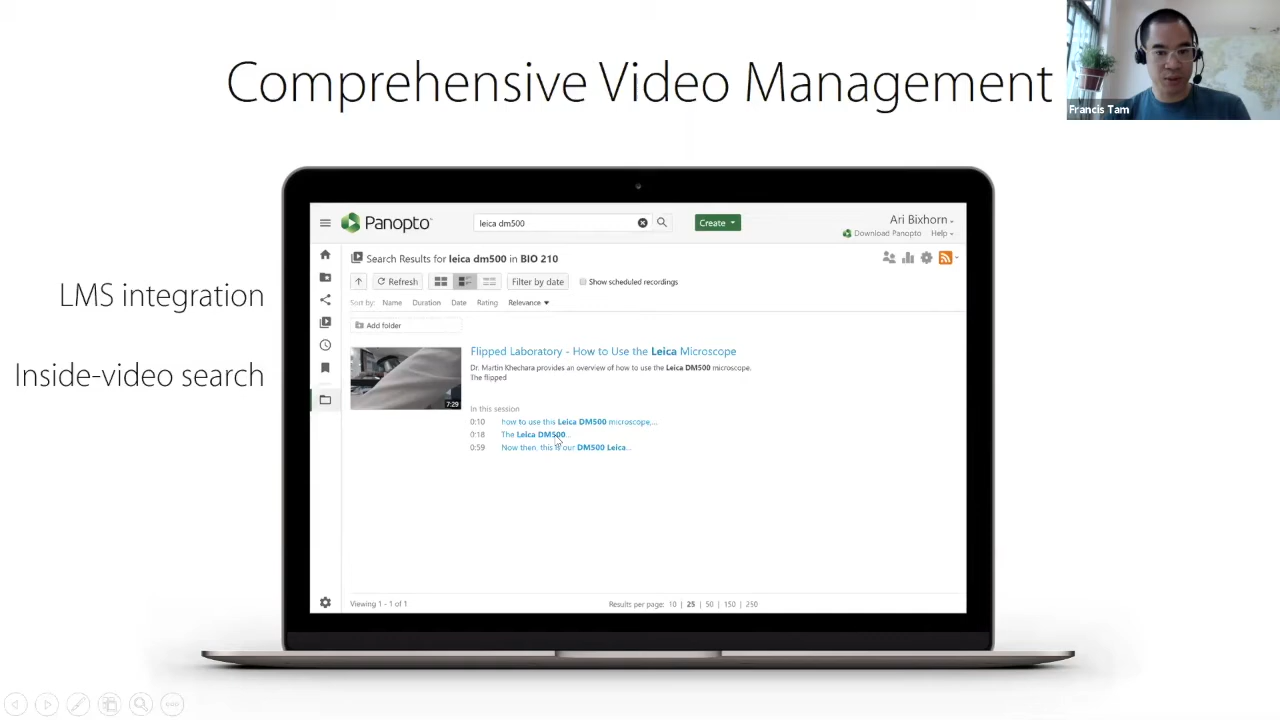 Comprehensive Video Management
Francis Tam
LMS integration
Inside-video search
Panopto
leica dm500
Create
Ari Bixhorn
Download Panopto Help
Search Results for leica dm500 in BIO 210
Refresh
Filter by date
Show scheduled recordings
Sort by: Name Duration Date Rating Relevance
Add folder
7:29
Flipped Laboratory - How to Use the Leica Microscope
Dr. Martin Khechara provides an overview of how to use the Leica DM500 microscope.
The flipped
In this session
0:10 how to use this Leica DM500 microscope,...
0:18 The Leica DM500...
0:59 Now then, this is our DM500 Leica...
Viewing 1 - 1 of 1
Results per page: 10 | 25 | 50 | 150 | 250